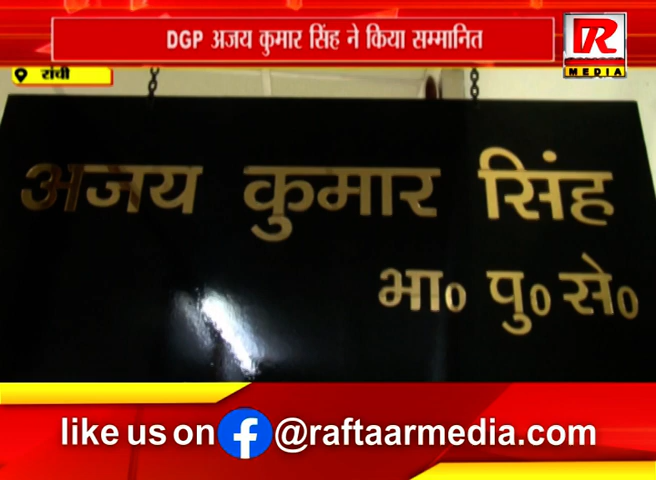 DGP अजय कुमार सिंह ने किया सम्मानित
R
MEDIA
रांची
अजय कुमार सिंह
भा० पु० से०
like us on f @raftaarmedia.com